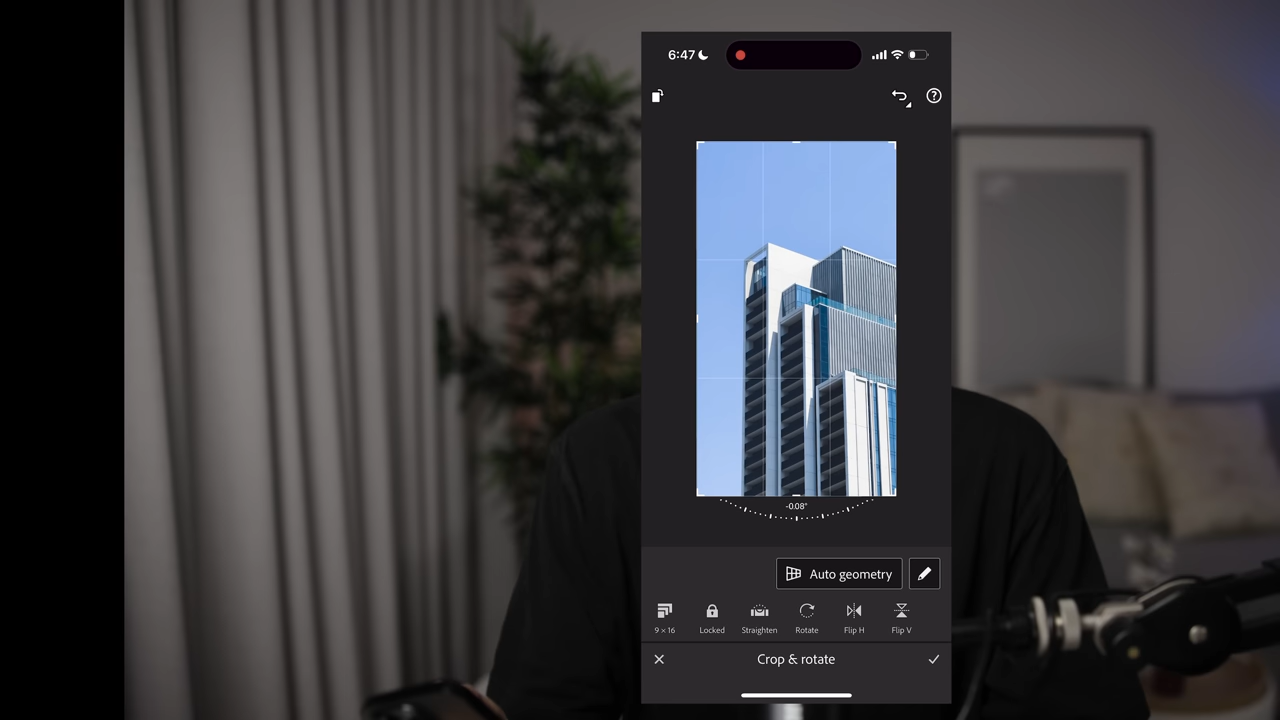 6:47
-0.08°
Auto geometry
9 × 16
Locked
Straighten
Rotate
Flip H
Flip V
Crop & rotate